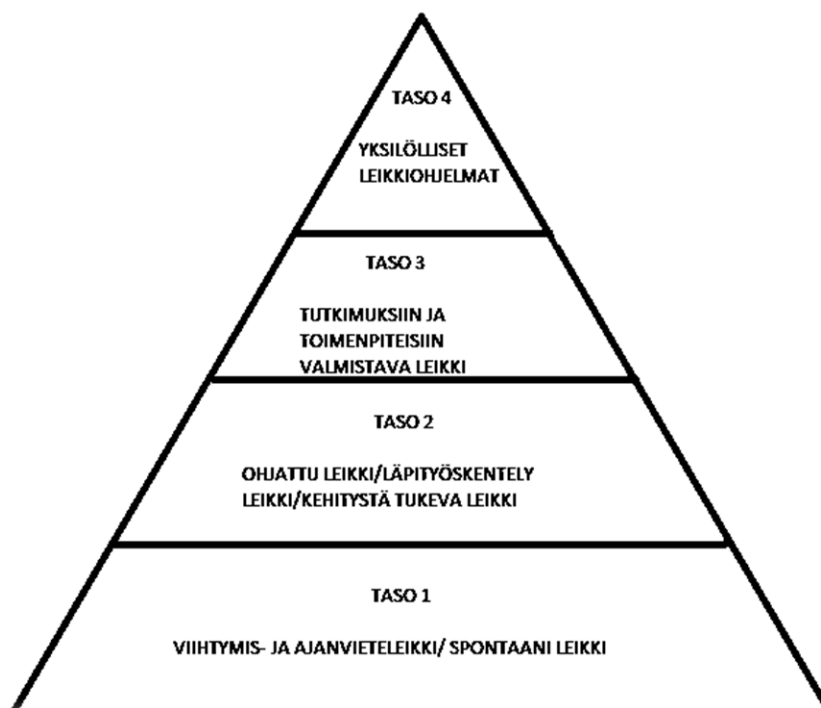 TASO 4
YKSILÖLLISET
LEIKKIOHJELMAT
TASO 3
TUTKIMUKSIIN JA
TOIMENPITEISIIN
VALMISTAVA LEIKKI
TASO 2
OHJATTU LEIKKI/LÄPITYÖSKENTELY
LEIKKI/KEHITYSTÄ TUKEVA LEIKKI
TASO 1
VIIHTYMIS- JA AJANVIETELEIKKI/ SPONTAANI LEIKKI